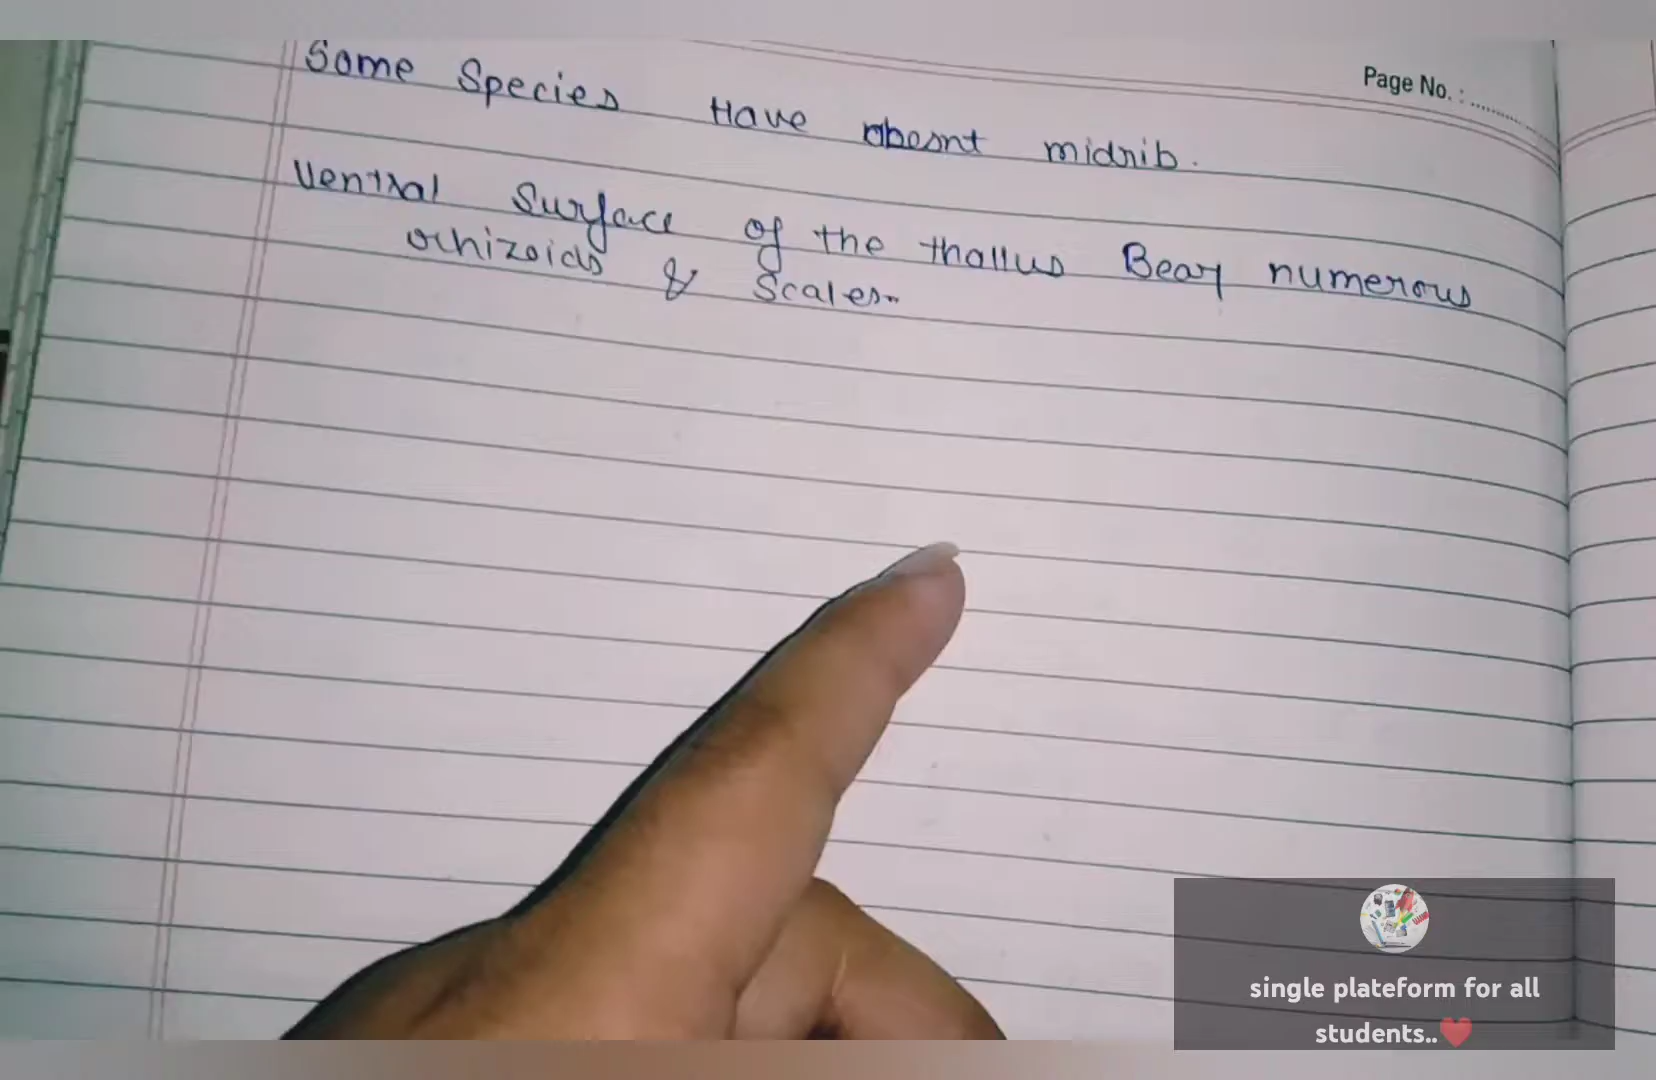 Page No. : ..........
Some Species Have abesnt midrib.
Ventral Surface of the thallus Bear numerous
rhizoids & Scales.
single plateform for all
students..❤️